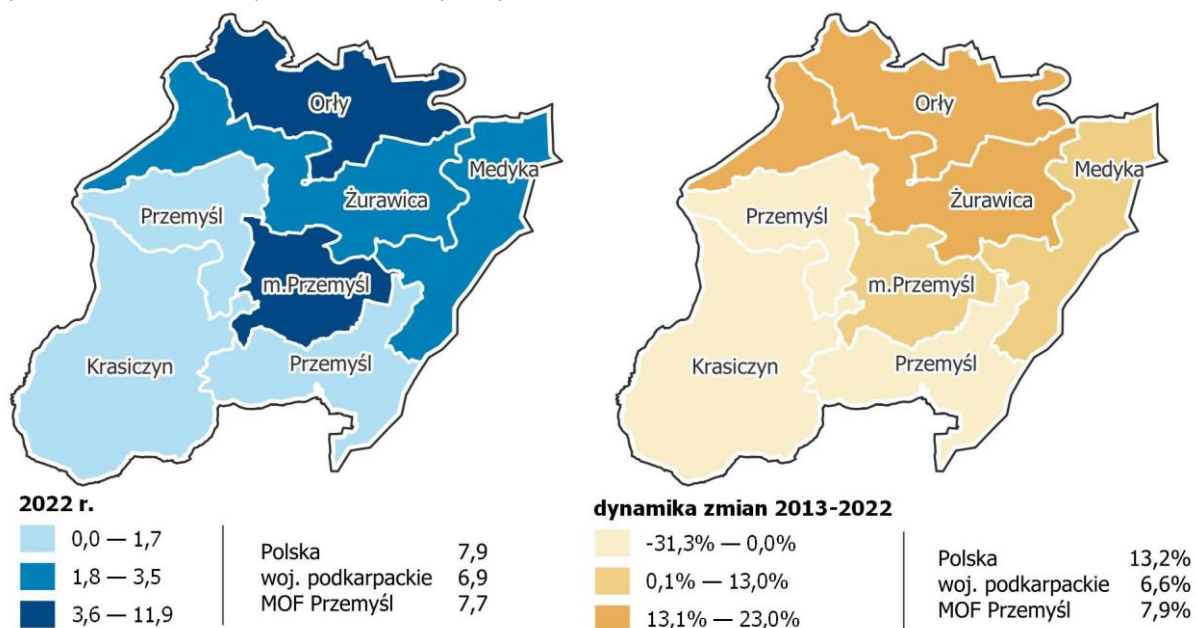 Orły
Medyka
Żurawica
Przemyśl
m.Przemyśl
Krasiczyn
Przemyśl
2022 r.
0,0 — 1,7
1,8 — 3,5
3,6 — 11,9
Polska 7,9
woj. podkarpackie 6,9
MOF Przemyśl 7,7
Orły
Medyka
Żurawica
Przemyśl
m.Przemyśl
Krasiczyn
Przemyśl
dynamika zmian 2013-2022
-31,3% — 0,0%
0,1% — 13,0%
13,1% — 23,0%
Polska 13,2%
woj. podkarpackie 6,6%
MOF Przemyśl 7,9%